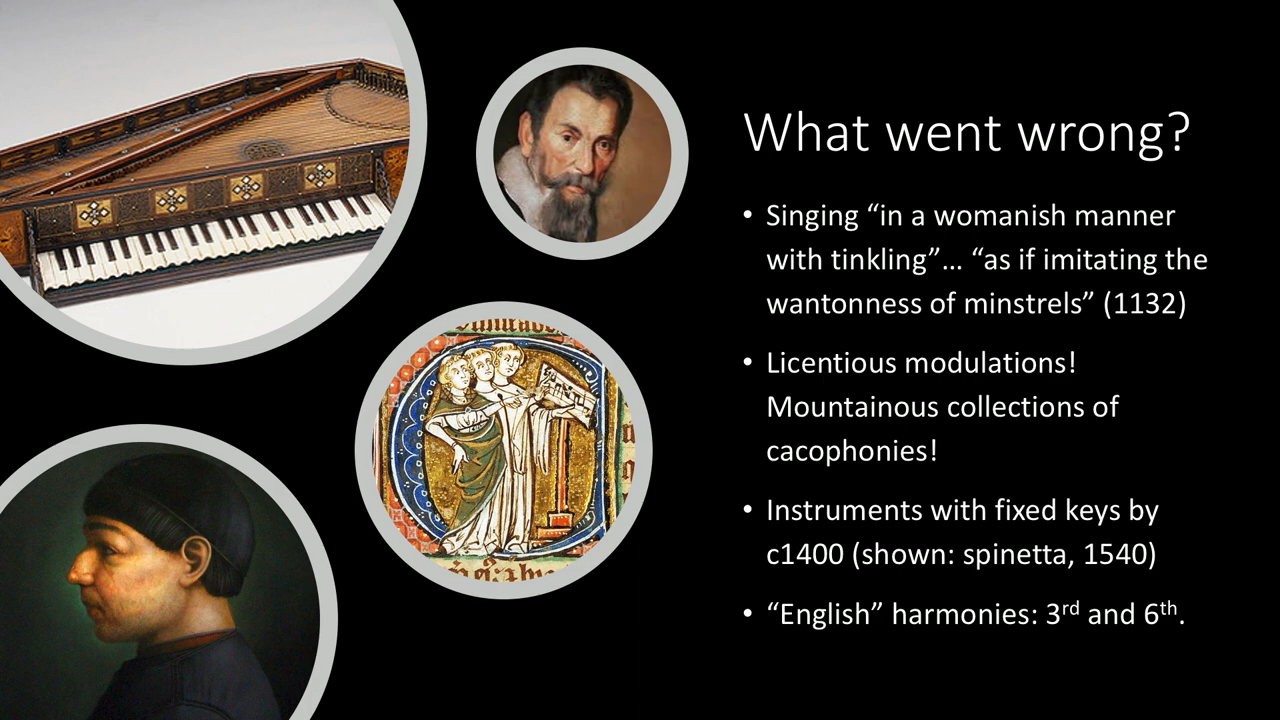 What went wrong?
• Singing “in a womanish manner
with tinkling”... “as if imitating the
wantonness of minstrels” (1132)
• Licentious modulations!
Mountainous collections of
cacophonies!
• Instruments with fixed keys by
c1400 (shown: spinetta, 1540)
• “English” harmonies: 3rd and 6th.